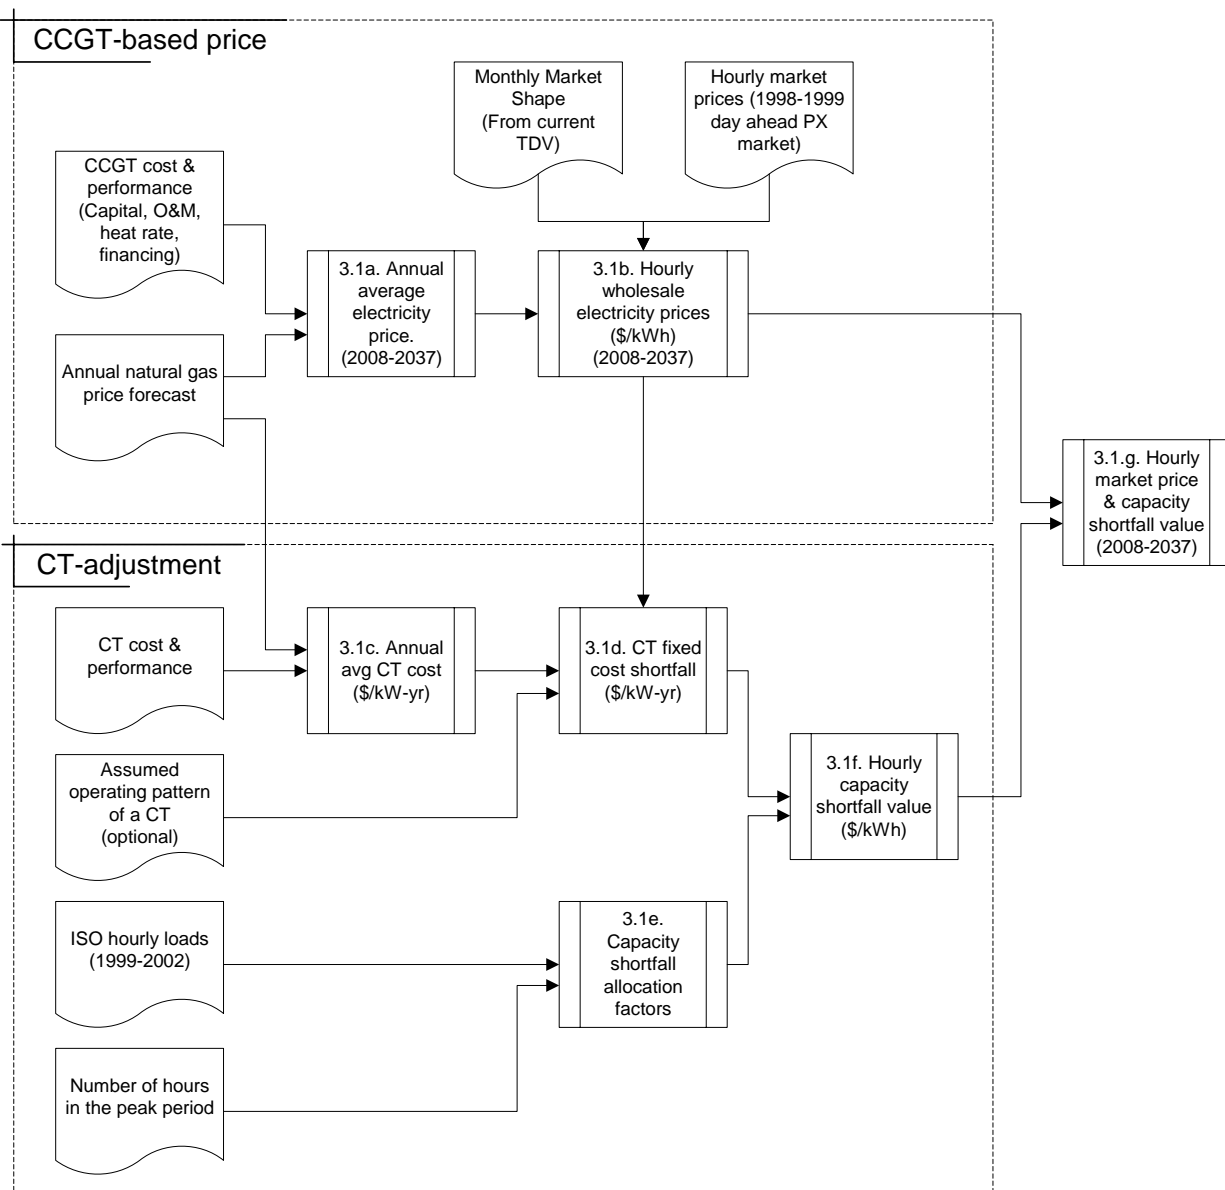 CCGT-based price
Monthly Market
Shape
(From current
TDV)
Hourly market
prices (1998-1999
day ahead PX
market)
CCGT cost &
performance
(Capital, O&M,
heat rate,
financing)
3.1a. Annual
average
electricity
price.
(2008-2037)
3.1b. Hourly
wholesale
electricity prices
($/kWh)
(2008-2037)
Annual natural gas
price forecast
3.1.g. Hourly
market price
& capacity
shortfall value
(2008-2037)
CT-adjustment
CT cost &
performance
3.1c. Annual
avg CT cost
($/kW-yr)
3.1d. CT fixed
cost shortfall
($/kW-yr)
Assumed
operating pattern
of a CT
(optional)
3.1f. Hourly
capacity
shortfall value
($/kWh)
ISO hourly loads
(1999-2002)
3.1e.
Capacity
shortfall
allocation
factors
Number of hours
in the peak period